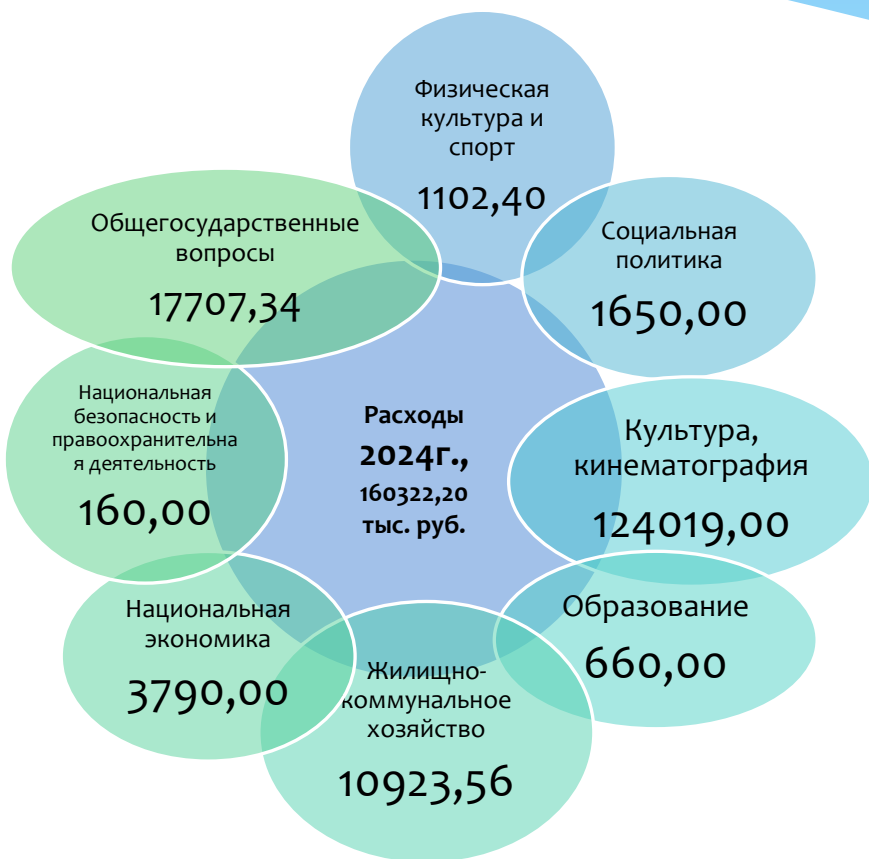 Физическая
культура и
спорт
1102,40
Социальная
политика
1650,00
Культура,
кинематография
124019,00
Образование
660,00
Жилищно-
коммунальное
хозяйство
10923,56
Национальная
экономика
3790,00
Национальная
безопасность и
правоохранительна
я деятельность
160,00
Общегосударственные
вопросы
17707,34
Расходы
2024г.,
160322,20
тыс. руб.